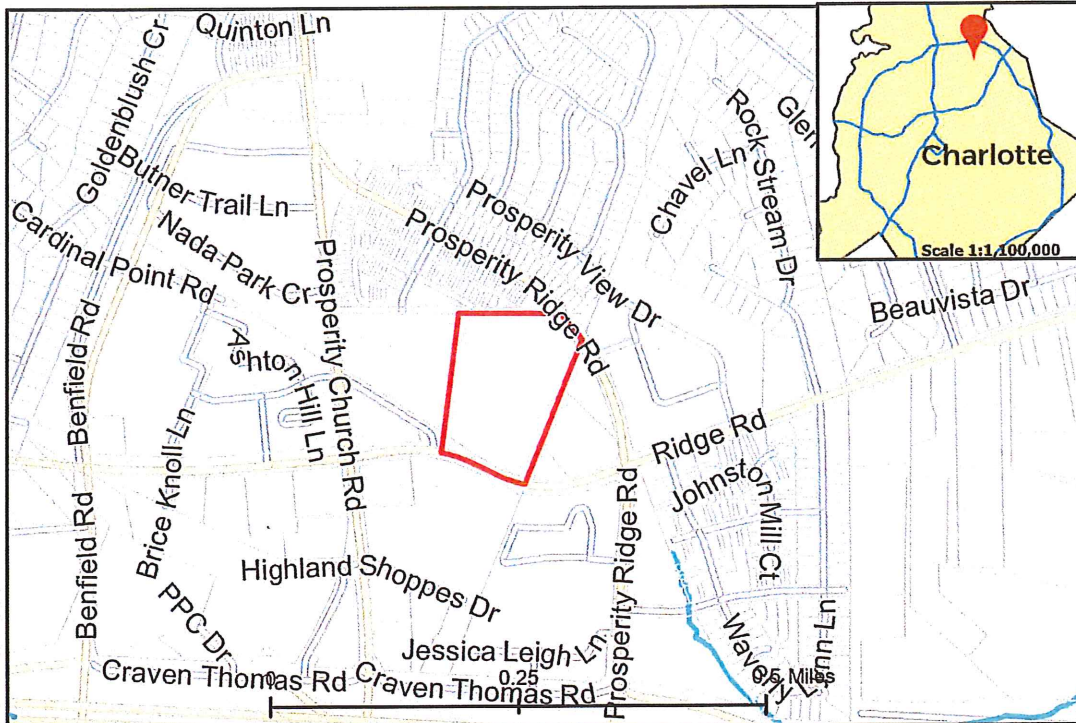 Quinton Ln
Goldenblush Cr
Butner Trail Ln
Nada Park Cr
Cardinal Point Rd
Ashton Hill Ln
Prosperity Church Rd
Benfield Rd
Benfield Rd
Brice Knoll Ln
PPC Dr
Prosperity View Dr
Prosperity Ridge Rd
Chavel Ln
Rock Stream Dr
Glen
Charlotte
Scale 1:1,100,000
Beauvista Dr
Ridge Rd
Johnston Mill Ct
Prosperity Ridge Rd
Highland Shoppes Dr
Jessica Leigh Ln
Waverly Lynn Ln
Craven Thomas Rd
Craven Thomas Rd
0
0.25
0.5 Miles